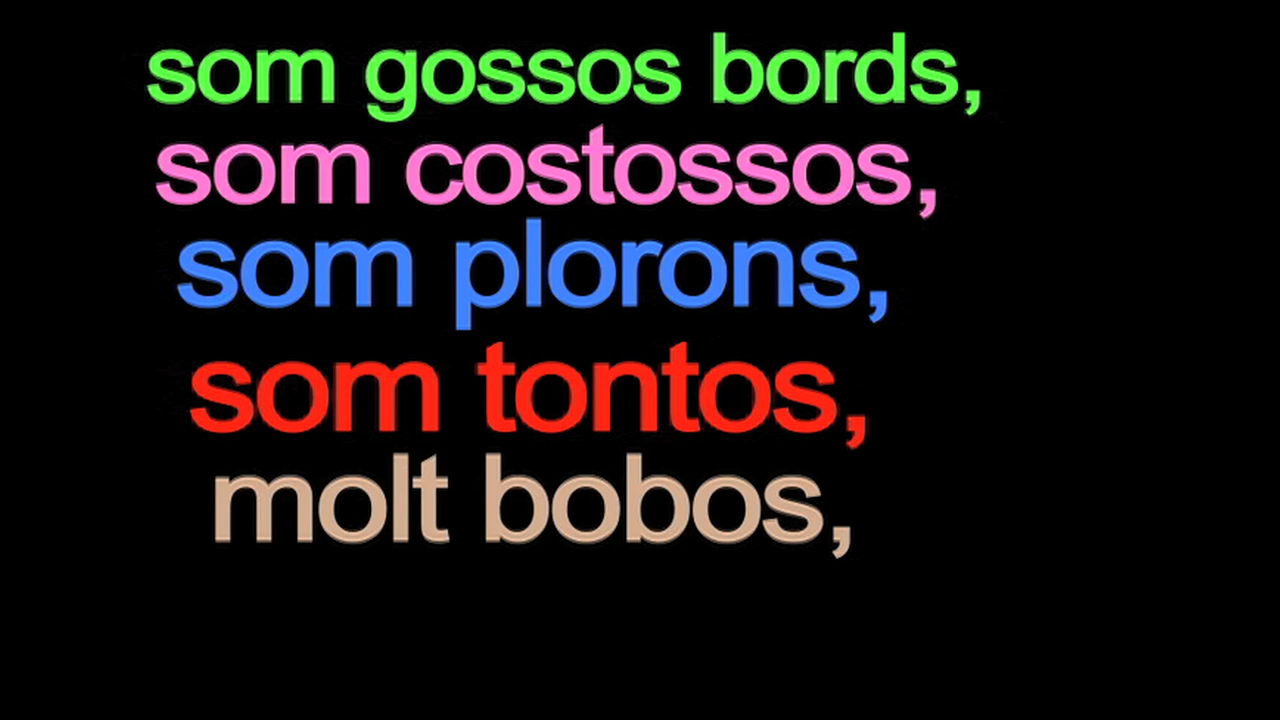 som gossos bords,
som costossos,
som plorons,
som tontos,
molt bobos,